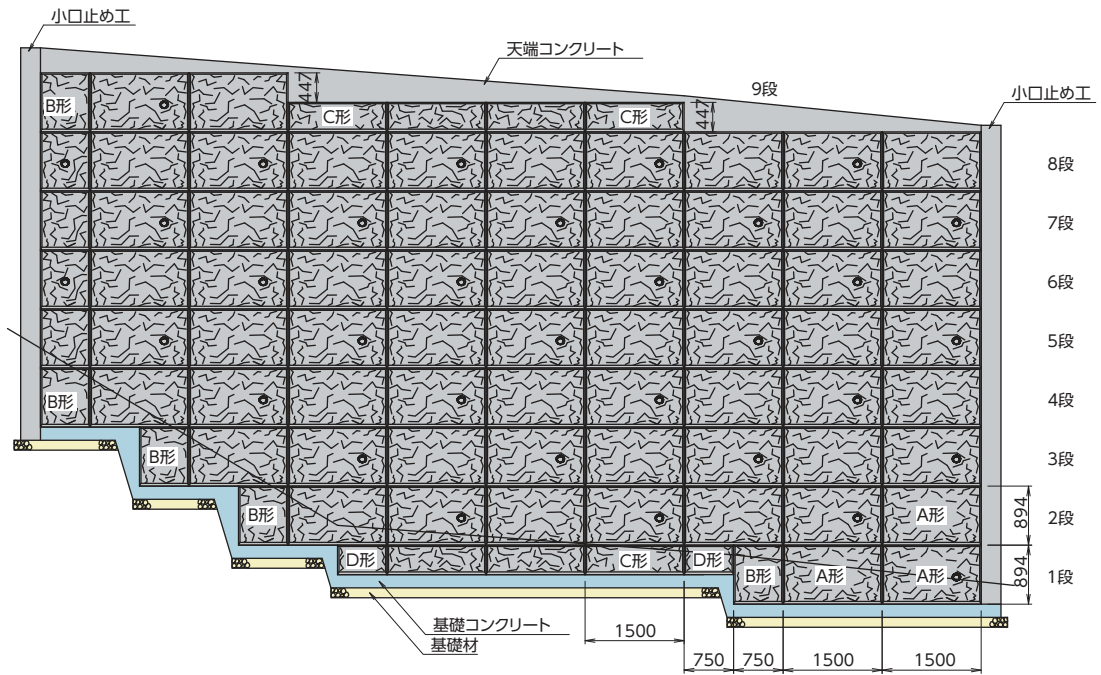 小口止め工
天端コンクリート
447
9段
小口止め工
B形
C形
C形
447
8段
7段
6段
5段
B形
4段
B形
3段
B形
A形
894
2段
D形
C形
D形
B形
A形
A形
894
1段
基礎コンクリート
基礎材
1500
750
750
1500
1500